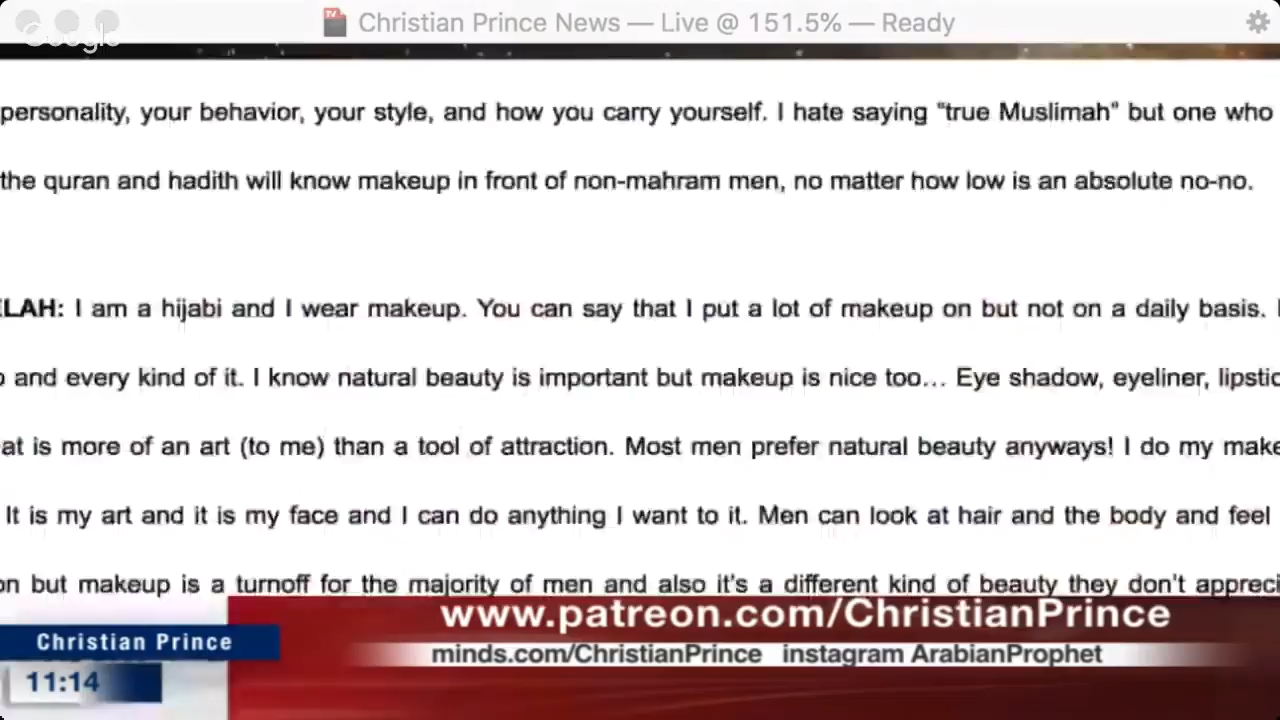 Christian Prince News — Live @ 151.5% — Ready
Google
personality, your behavior, your style, and how you carry yourself. I hate saying "true Muslimah" but one who
the quran and hadith will know makeup in front of non-mahram men, no matter how low is an absolute no-no.
LAH: I am a hijabi and I wear makeup. You can say that I put a lot of makeup on but not on a daily basis.
and every kind of it. I know natural beauty is important but makeup is nice too... Eye shadow, eyeliner,
at is more of an art (to me) than a tool of attraction. Most men prefer natural beauty anyways! I do my
It is my art and it is my face and I can do anything I want to it. Men can look at hair and the body and feel
on but makeup is a turnoff for the majority of men and also it's a different kind of beauty they don't
www.patreon.com/ChristianPrince
Christian Prince
minds.com/ChristianPrince instagram ArabianProphet
11:14